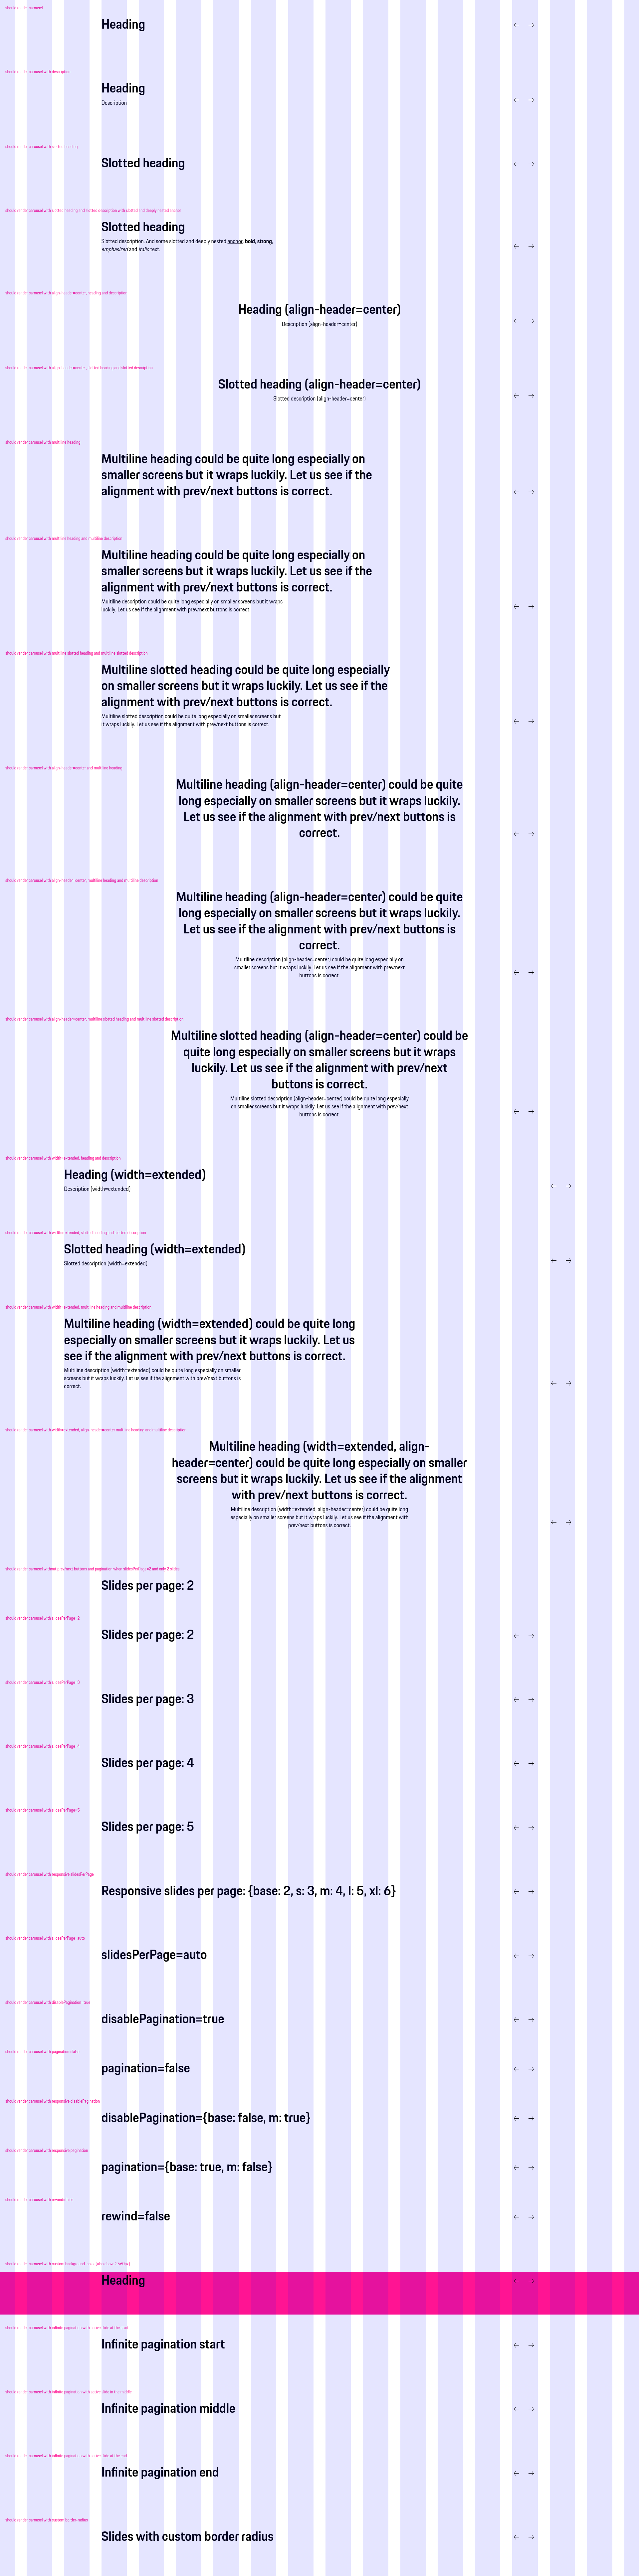 should render carousel
Heading
← →
should render carousel with description
Heading
Description
← →
should render carousel with slotted heading
Slotted heading
← →
should render carousel with slotted heading and slotted description with slotted and deeply nested anchor
Slotted heading
Slotted description. And some slotted and deeply nested anchor, bold, strong,
emphasized and italic text.
← →
should render carousel with align-header=center, heading and description
Heading (align-header=center)
Description (align-header=center)
← →
should render carousel with align-header=center, slotted heading and slotted description
Slotted heading (align-header=center)
Slotted description (align-header=center)
← →
should render carousel with multiline heading
Multiline heading could be quite long especially on
smaller screens but it wraps luckily. Let us see if the
alignment with prev/next buttons is correct.
← →
should render carousel with multiline heading and multiline description
Multiline heading could be quite long especially on
smaller screens but it wraps luckily. Let us see if the
alignment with prev/next buttons is correct.
Multiline description could be quite long especially on smaller screens but it wraps
luckily. Let us see if the alignment with prev/next buttons is correct.
← →
should render carousel with multiline slotted heading and multiline slotted description
Multiline slotted heading could be quite long especially
on smaller screens but it wraps luckily. Let us see if the
alignment with prev/next buttons is correct.
Multiline slotted description could be quite long especially on smaller screens but
it wraps luckily. Let us see if the alignment with prev/next buttons is correct.
← →
should render carousel with align-header=center and multiline heading
Multiline heading (align-header=center) could be quite
long especially on smaller screens but it wraps luckily.
Let us see if the alignment with prev/next buttons is
correct.
← →
should render carousel with align-header=center, multiline heading and multiline description
Multiline heading (align-header=center) could be quite
long especially on smaller screens but it wraps luckily.
Let us see if the alignment with prev/next buttons is
correct.
Multiline description (align-header=center) could be quite long especially on
smaller screens but it wraps luckily. Let us see if the alignment with prev/next
buttons is correct.
← →
should render carousel with align-header=center, multiline slotted heading and multiline slotted description
Multiline slotted heading (align-header=center) could be
quite long especially on smaller screens but it wraps
luckily. Let us see if the alignment with prev/next
buttons is correct.
Multiline slotted description (align-header=center) could be quite long especially
on smaller screens but it wraps luckily. Let us see if the alignment with prev/next
buttons is correct.
← →
should render carousel with width=extended, heading and description
Heading (width=extended)
Description (width=extended)
← →
should render carousel with width=extended, slotted heading and slotted description
Slotted heading (width=extended)
Slotted description (width=extended)
← →
should render carousel with width=extended, multiline heading and multiline description
Multiline heading (width=extended) could be quite long
especially on smaller screens but it wraps luckily. Let us
see if the alignment with prev/next buttons is correct.
Multiline description (width=extended) could be quite long especially on smaller
screens but it wraps luckily. Let us see if the alignment with prev/next buttons is
correct.
← →
should render carousel with width=extended, align-header=center multiline heading and multiline description
Multiline heading (width=extended, align-
header=center) could be quite long especially on smaller
screens but it wraps luckily. Let us see if the alignment
with prev/next buttons is correct.
Multiline description (width=extended, align-header=center) could be quite long
especially on smaller screens but it wraps luckily. Let us see if the alignment with
prev/next buttons is correct.
← →
should render carousel without prev/next buttons and pagination when slidesPerPage=2 and only 2 slides
Slides per page: 2
should render carousel with slidesPerPage=2
Slides per page: 2
← →
should render carousel with slidesPerPage=3
Slides per page: 3
← →
should render carousel with slidesPerPage=4
Slides per page: 4
← →
should render carousel with slidesPerPage=5
Slides per page: 5
← →
should render carousel with responsive slidesPerPage
Responsive slides per page: {base: 2, s: 3, m: 4, l: 5, xl: 6}
← →
should render carousel with slidesPerPage=auto
slidesPerPage=auto
← →
should render carousel with disablePagination=true
disablePagination=true
← →
should render carousel with pagination=false
pagination=false
← →
should render carousel with responsive disablePagination
disablePagination={base: false, m: true}
← →
should render carousel with responsive pagination
pagination={base: true, m: false}
← →
should render carousel with rewind=false
rewind=false
← →
should render carousel with custom background color (also above 2560px)
Heading
← →
should render carousel with infinite pagination with active slide at the start
Infinite pagination start
← →
should render carousel with infinite pagination with active slide in the middle
Infinite pagination middle
← →
should render carousel with infinite pagination with active slide at the end
Infinite pagination end
← →
should render carousel with custom border radius
Slides with custom border radius
← →